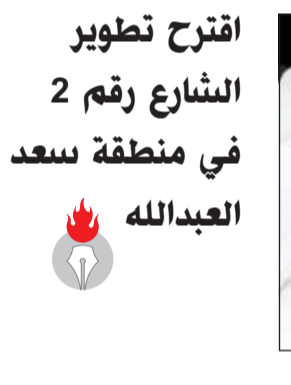 اقترح تطوير
الشارع رقم 2
في منطقة سعد
العبدالله